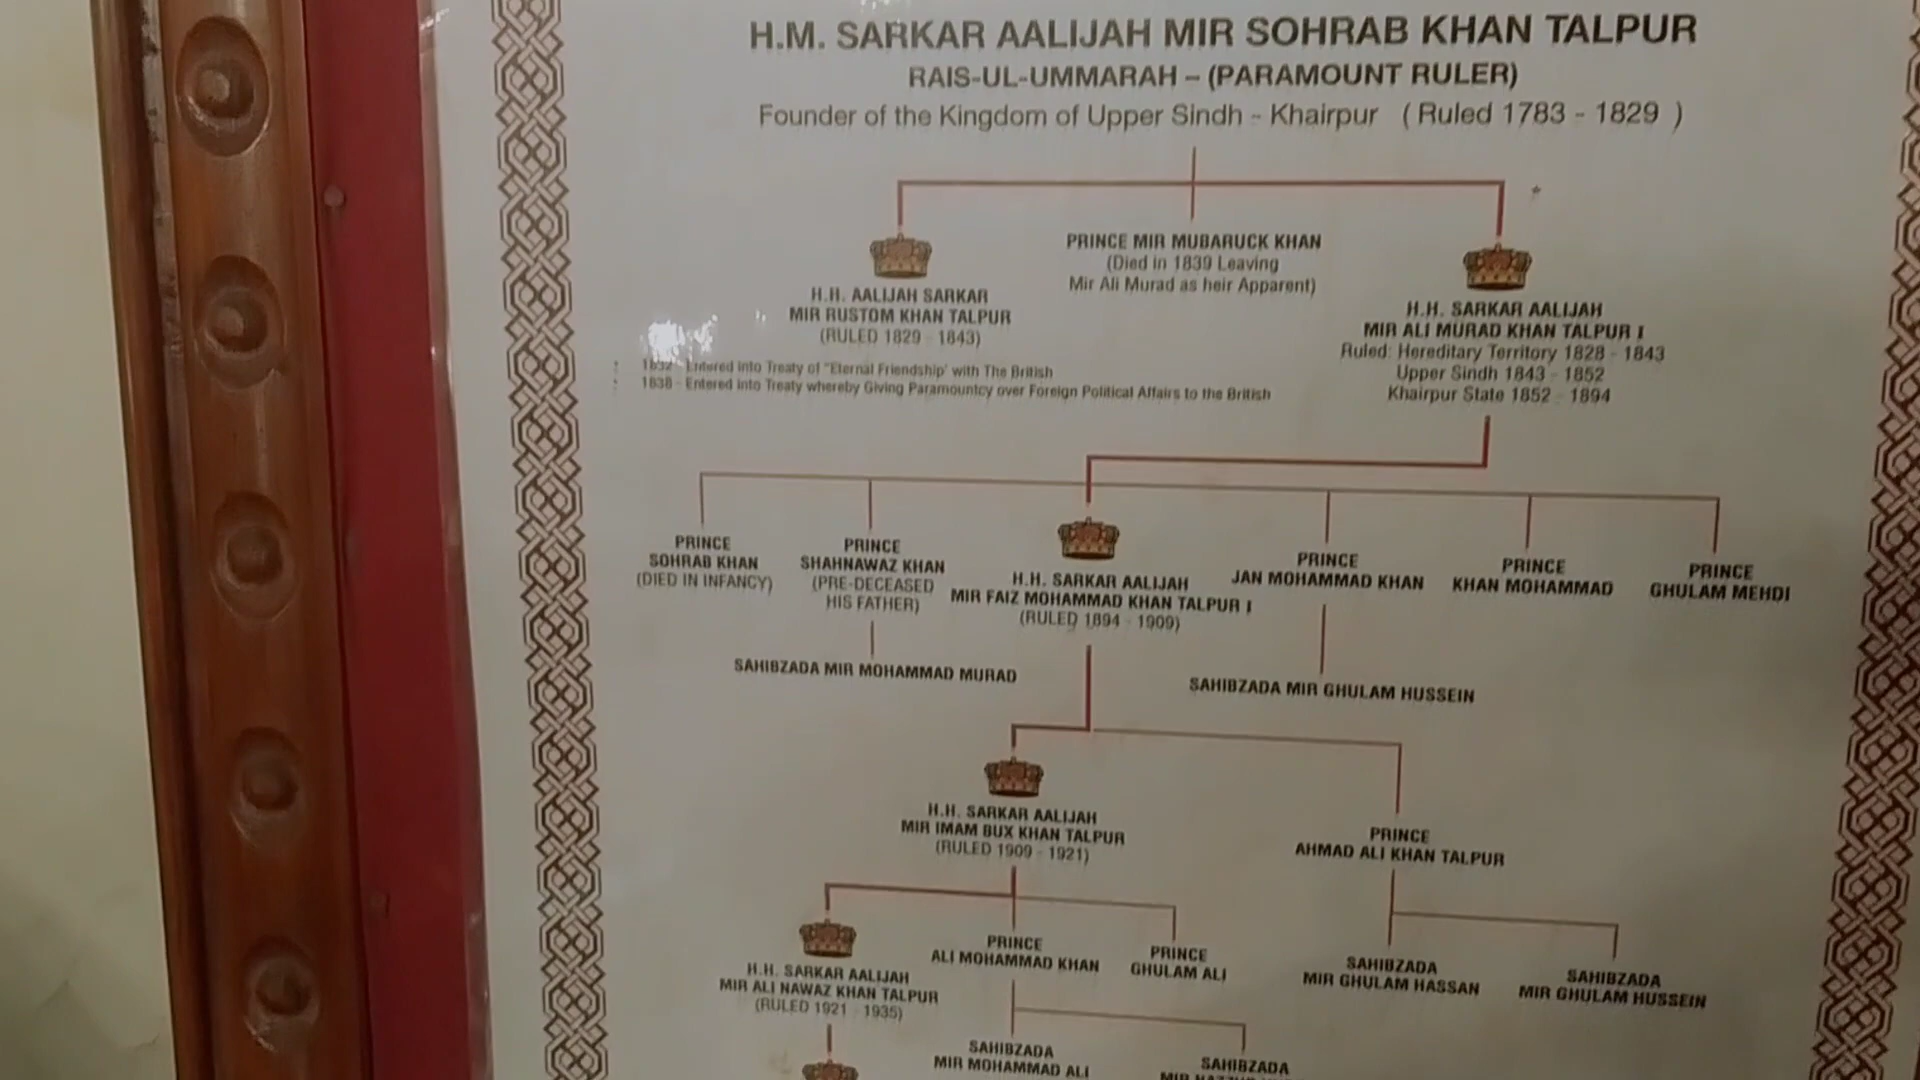 H.M. SARKAR AALIJAH MIR SOHRAB KHAN TALPUR
RAIS-UL-UMMARAH – (PARAMOUNT RULER)
Founder of the Kingdom of Upper Sindh - Khairpur ( Ruled 1783 - 1829 )
*
H.H. AALIJAH SARKAR
MIR RUSTOM KHAN TALPUR
(RULED 1829 - 1843)
PRINCE MIR MUBARUCK KHAN
(Died in 1839 Leaving
Mir Ali Murad as heir Apparent)
H.H. SARKAR AALIJAH
MIR ALI MURAD KHAN TALPUR I
Ruled: Hereditary Territory 1828 - 1843
Upper Sindh 1843 - 1852
Khairpur State 1852 - 1894
1832 - Entered into Treaty of "Eternal Friendship' with The British
1838 - Entered into Treaty whereby Giving Paramountcy over Foreign Political Affairs to the British
PRINCE
SOHRAB KHAN
(DIED IN INFANCY)
PRINCE
SHAHNAWAZ KHAN
(PRE-DECEASED
HIS FATHER)
H.H. SARKAR AALIJAH
MIR FAIZ MOHAMMAD KHAN TALPUR I
(RULED 1894 - 1909)
PRINCE
JAN MOHAMMAD KHAN
PRINCE
KHAN MOHAMMAD
PRINCE
GHULAM MEHDI
SAHIBZADA MIR MOHAMMAD MURAD
SAHIBZADA MIR GHULAM HUSSEIN
H.H. SARKAR AALIJAH
MIR IMAM BUX KHAN TALPUR
(RULED 1909 - 1921)
PRINCE
AHMAD ALI KHAN TALPUR
H.H. SARKAR AALIJAH
MIR ALI NAWAZ KHAN TALPUR
(RULED 1921 - 1935)
PRINCE
ALI MOHAMMAD KHAN
PRINCE
GHULAM ALI
SAHIBZADA
MIR GHULAM HASSAN
SAHIBZADA
MIR GHULAM HUSSEIN
SAHIBZADA
MIR MOHAMMAD ALI
SAHIBZADA
MIR